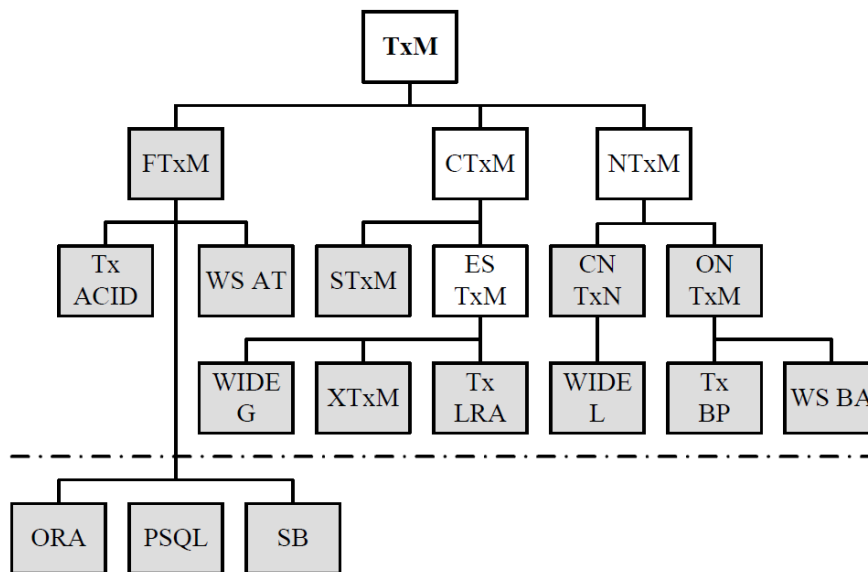 TxM
FTxM
CTxM
NTxM
Tx
ACID
WS AT
STxM
ES
TxM
CN
TxN
ON
TxM
WIDE
G
XTxM
Tx
LRA
WIDE
L
Tx
BP
WS BA
ORA
PSQL
SB